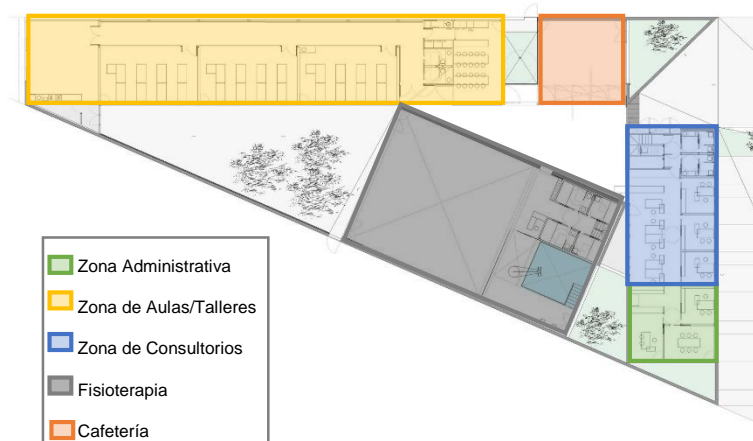 Zona Administrativa
Zona de Aulas/Talleres
Zona de Consultorios
Fisioterapia
Cafetería